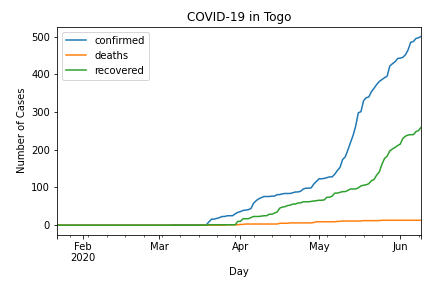 COVID-19 in Togo
confirmed
deaths
recovered
Number of Cases
500
400
300
200
100
0
Feb
2020
Mar
Apr
May
Jun
Day